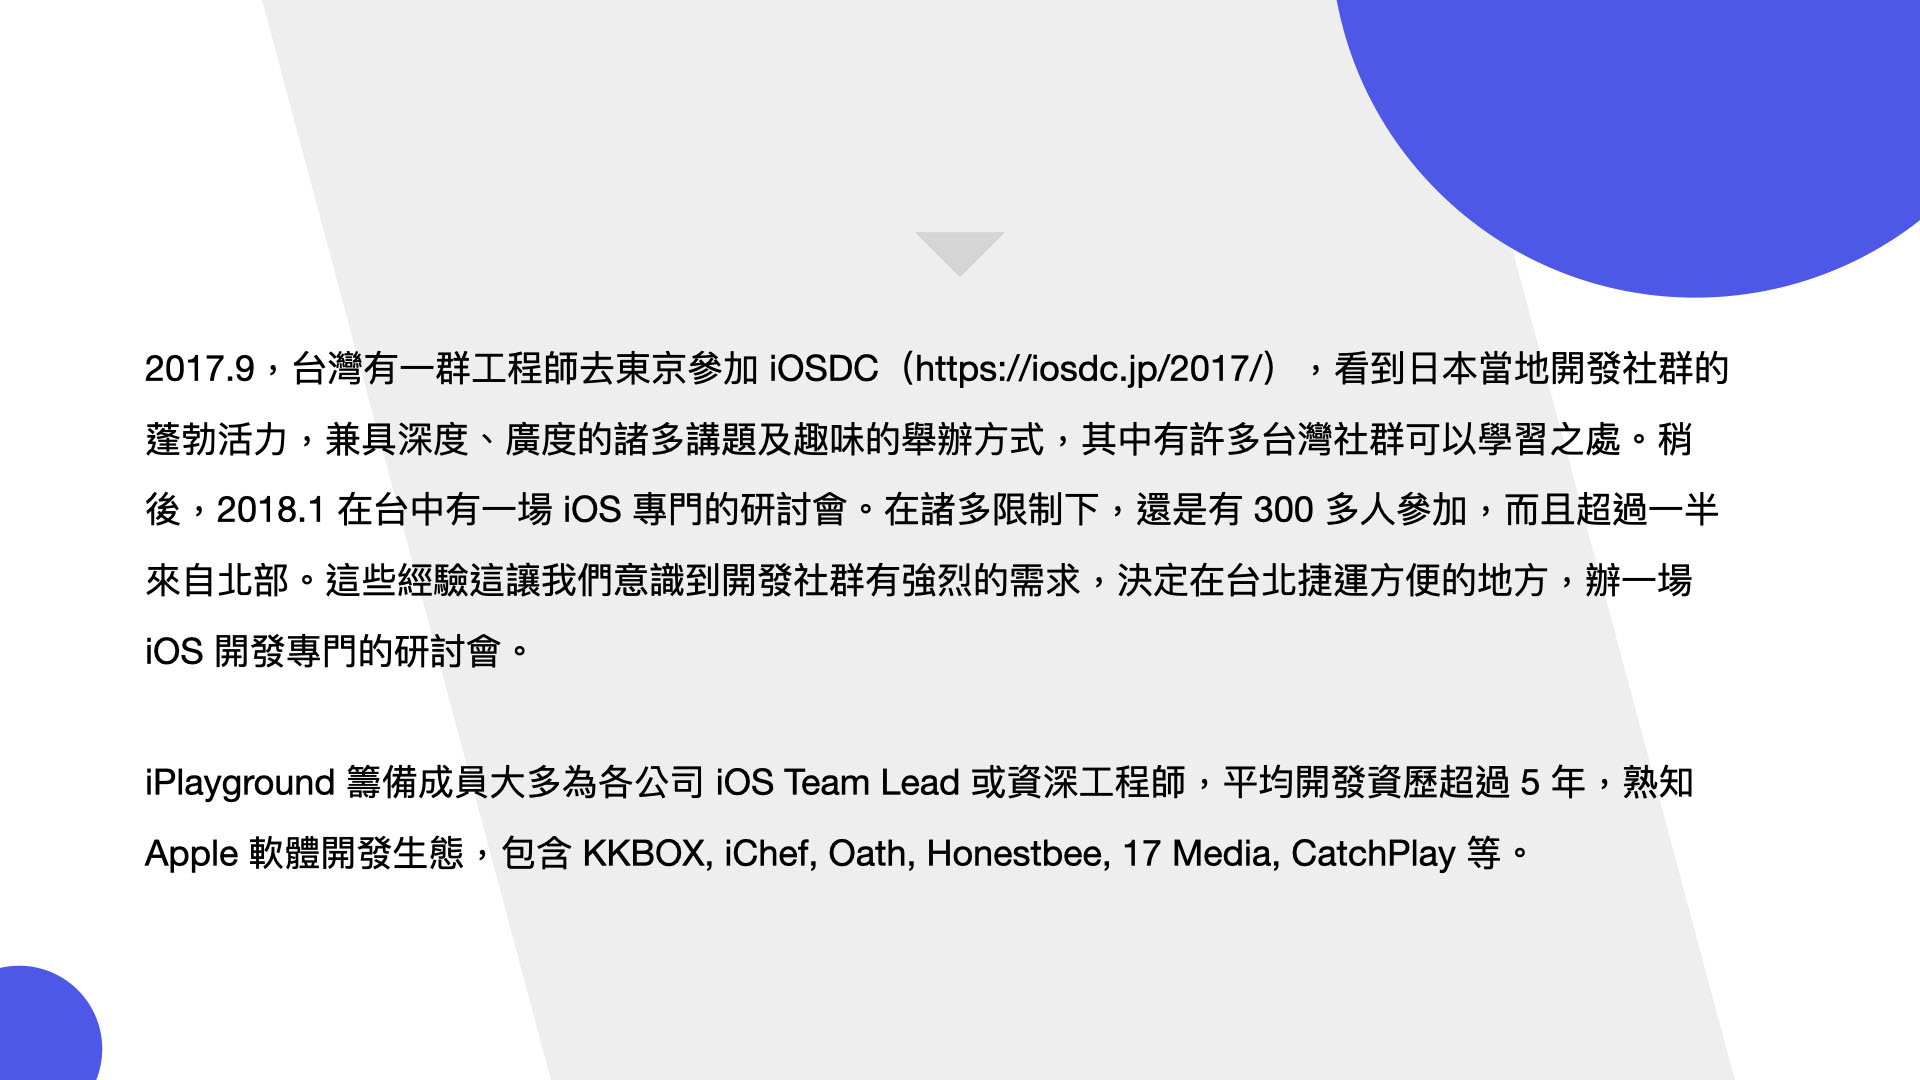 2017.9，台灣有一群工程師去東京參加 iOSDC（https://iosdc.jp/2017/），看到日本當地開發社群的
蓬勃活力，兼具深度、廣度的諸多講題及趣味的舉辦方式，其中有許多台灣社群可以學習之處。稍
後，2018.1 在台中有一場 iOS 專門的研討會。在諸多限制下，還是有 300 多人參加，而且超過一半
來自北部。這些經驗這讓我們意識到開發社群有強烈的需求，決定在台北捷運方便的地方，辦一場
iOS 開發專門的研討會。
iPlayground 籌備成員大多為各公司 iOS Team Lead 或資深工程師，平均開發資歷超過 5 年，熟知
Apple 軟體開發生態，包含 KKBOX, iChef, Oath, Honestbee, 17 Media, CatchPlay 等。